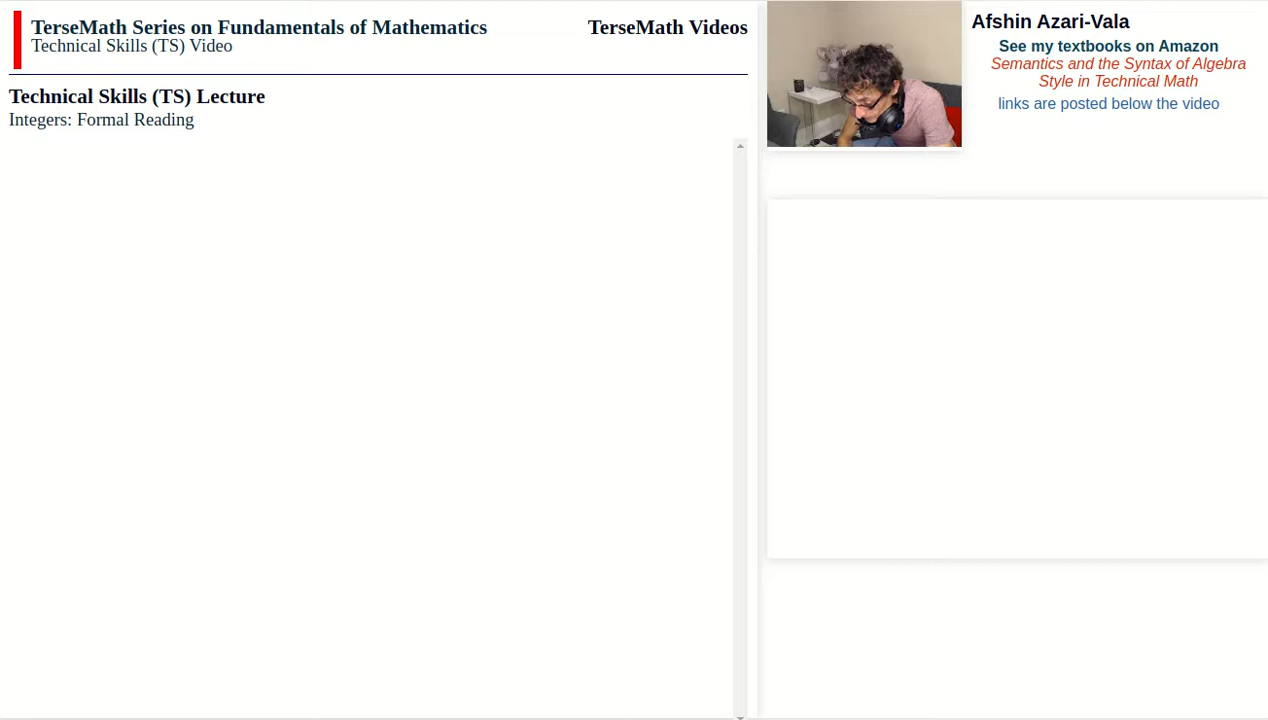 TerseMath Series on Fundamentals of Mathematics
Technical Skills (TS) Video
TerseMath Videos
Technical Skills (TS) Lecture
Integers: Formal Reading
Afshin Azari-Vala
See my textbooks on Amazon
Semantics and the Syntax of Algebra
Style in Technical Math
links are posted below the video